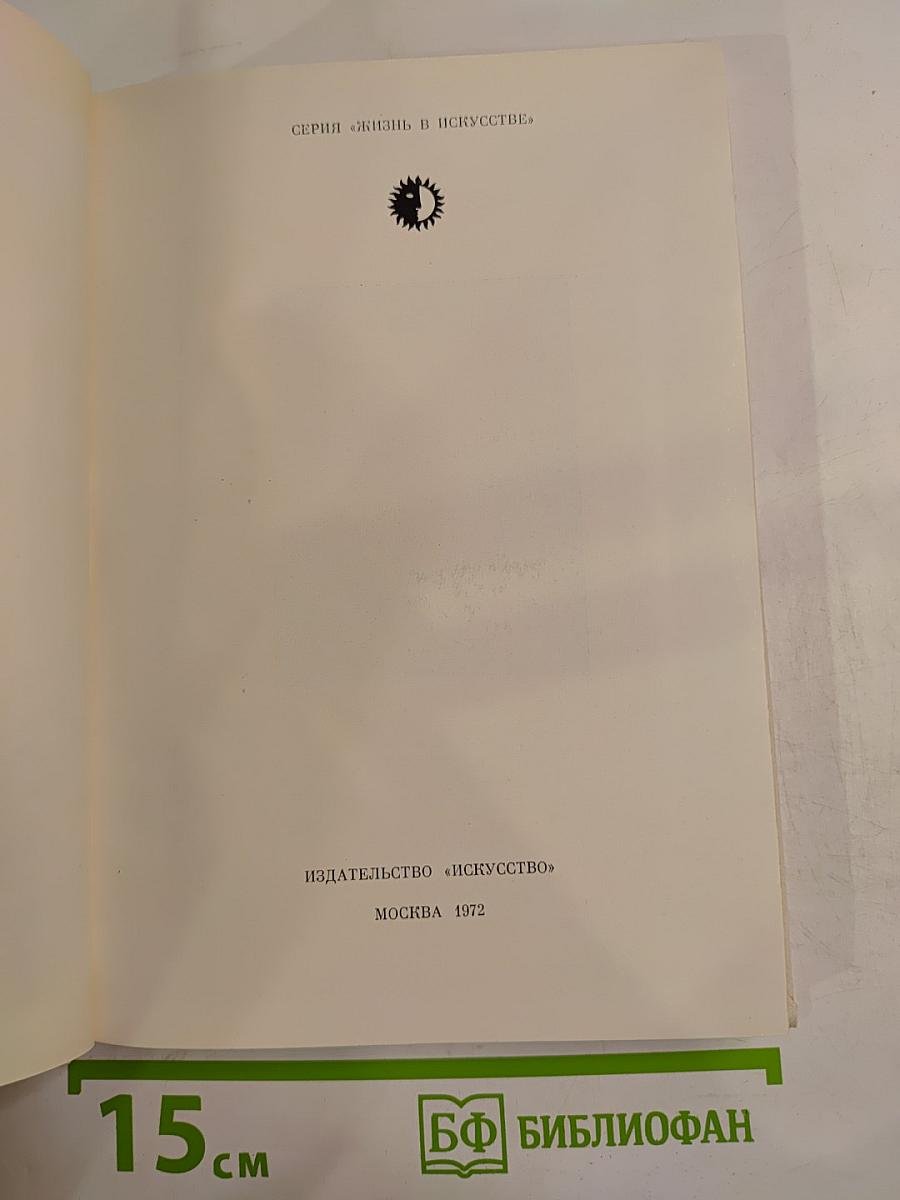 СЕРИЯ «ЖИЗНЬ В ИСКУССТВЕ»
ИЗДАТЕЛЬСТВО «ИСКУССТВО»
МОСКВА 1972
15 см
БФ БИБЛИОФАН